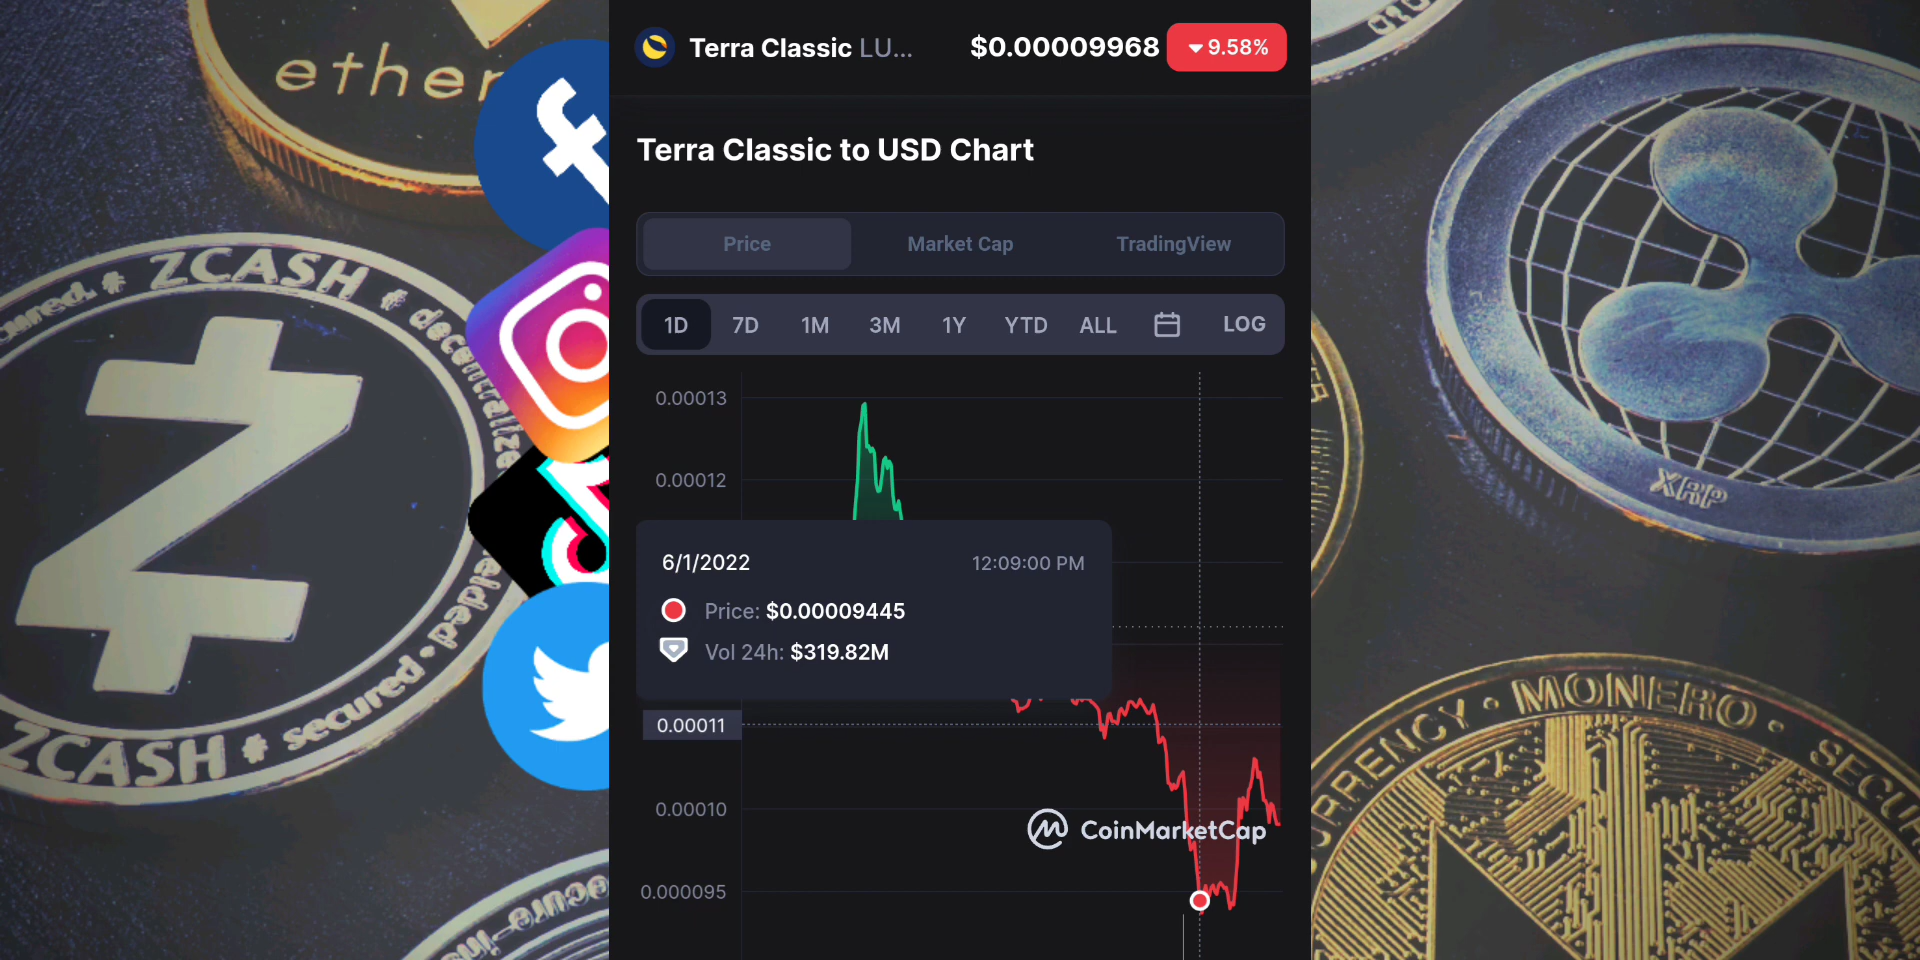 ether
ZCASH
decentralized
secured
ZCASH
Terra Classic LU...
$0.00009968
9.58%
Terra Classic to USD Chart
Price
Market Cap
TradingView
1D
7D
1M
3M
1Y
YTD
ALL
LOG
0.00013
0.00012
6/1/2022
12:09:00 PM
Price: $0.00009445
Vol 24h: $319.82M
0.00011
0.00010
CoinMarketCap
0.000095
XRP
MONERO